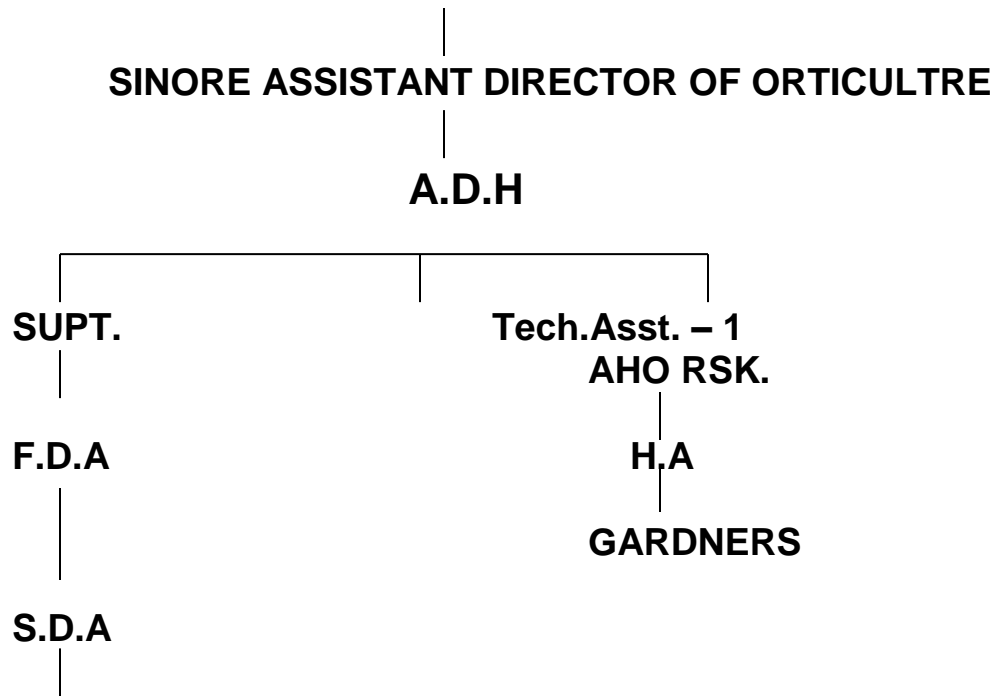 SINORE ASSISTANT DIRECTOR OF ORTICULTRE
A.D.H
SUPT. Tech.Asst. – 1
AHO RSK.
F.D.A H.A
GARDNERS
S.D.A